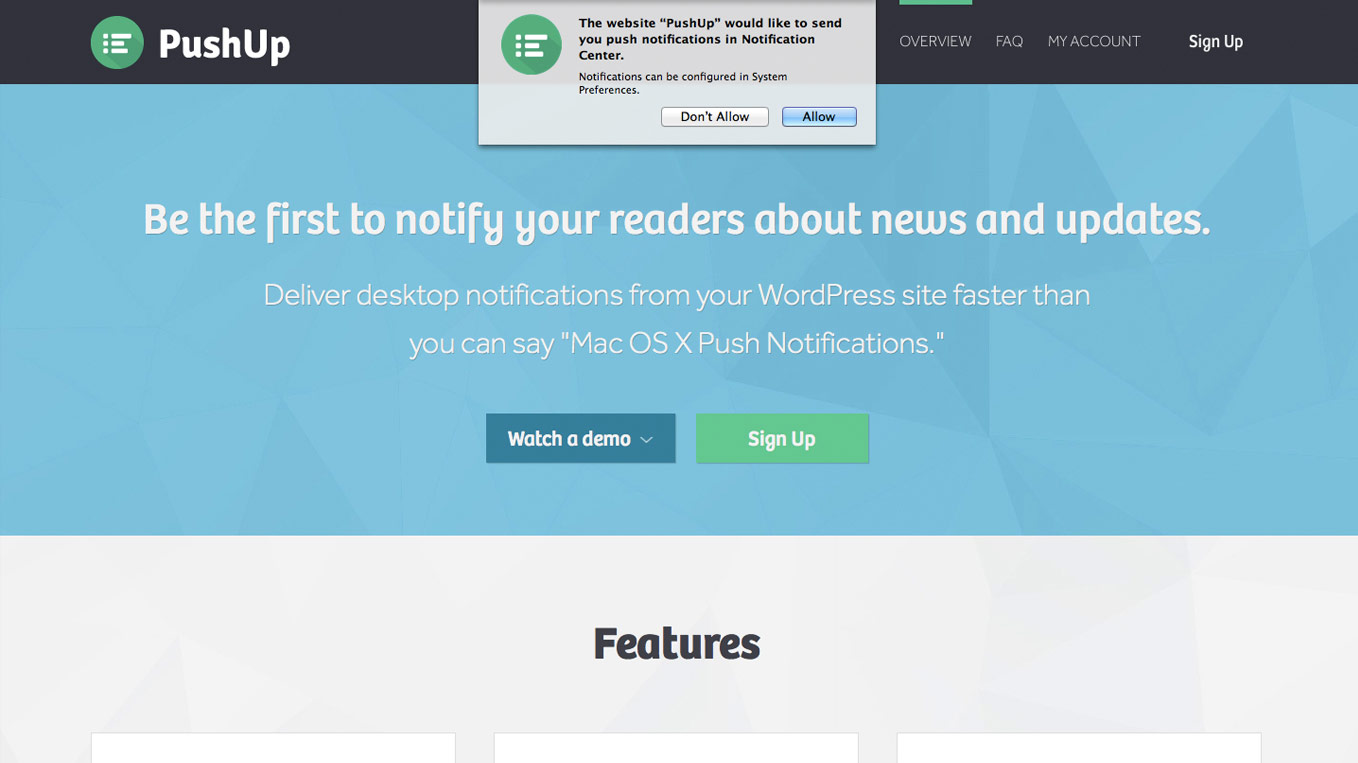 PushUp
The website “PushUp” would like to send
you push notifications in Notification
Center.
Notifications can be configured in System
Preferences.
Don't Allow
Allow
OVERVIEW
FAQ
MY ACCOUNT
Sign Up
Be the first to notify your readers about news and updates.
Deliver desktop notifications from your WordPress site faster than
you can say "Mac OS X Push Notifications."
Watch a demo
Sign Up
Features